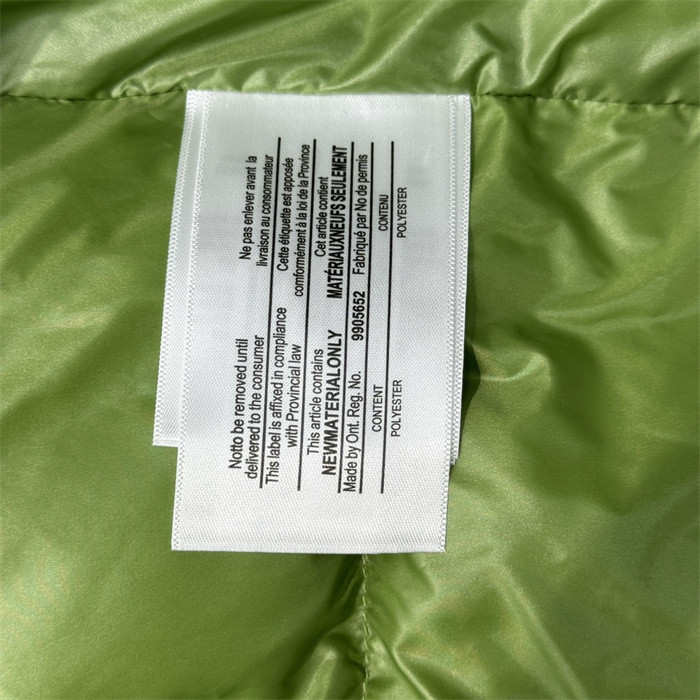 Notto be removed until
delivered to the consumer
This label is affixed in compliance
with Provincial law
This article contains
NEWMATERIALONLY
Made by Ont. Reg. No. 9905652
CONTENT
POLYESTER
Ne pas enlever avant la
livraison au consommateur
Cette étiquette est apposée
comformément à la loi de la Province
Cet article contient
MATÉRIAUXNEUFS SEULEMENT
Fabriqué par No de permis
CONTENU
POLYESTER